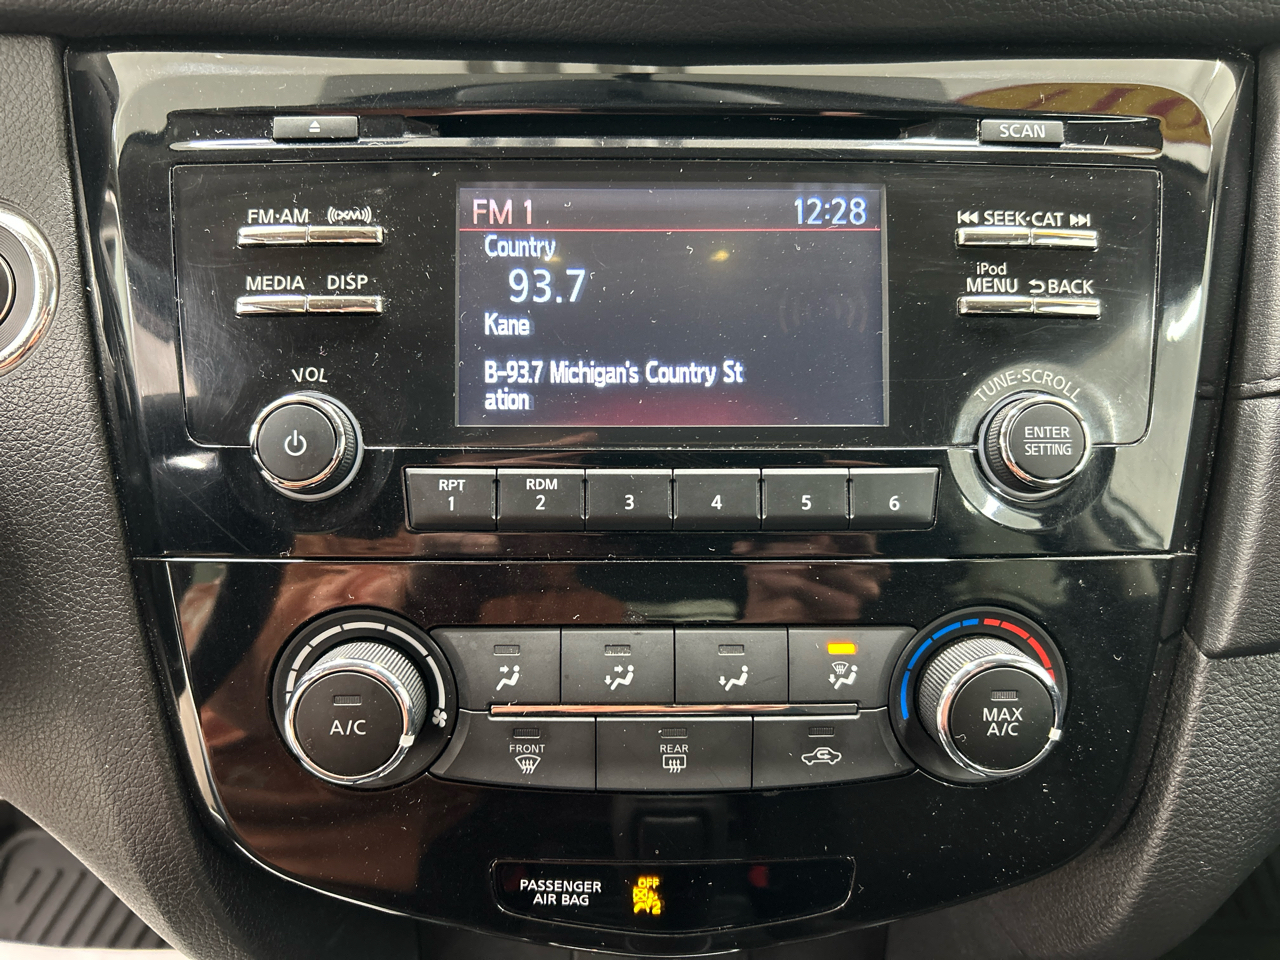 SCAN
FM·AM
((XM))
SEEK·CAT
MEDIA
DISP
iPod
MENU
BACK
FM 1
12:28
Country
93.7
Kane
B-93.7 Michigan's Country St
ation
VOL
TUNE·SCROLL
ENTER
SETTING
RPT
1
RDM
2
3
4
5
6
A/C
MAX
A/C
FRONT
REAR
PASSENGER
AIR BAG
OFF
2